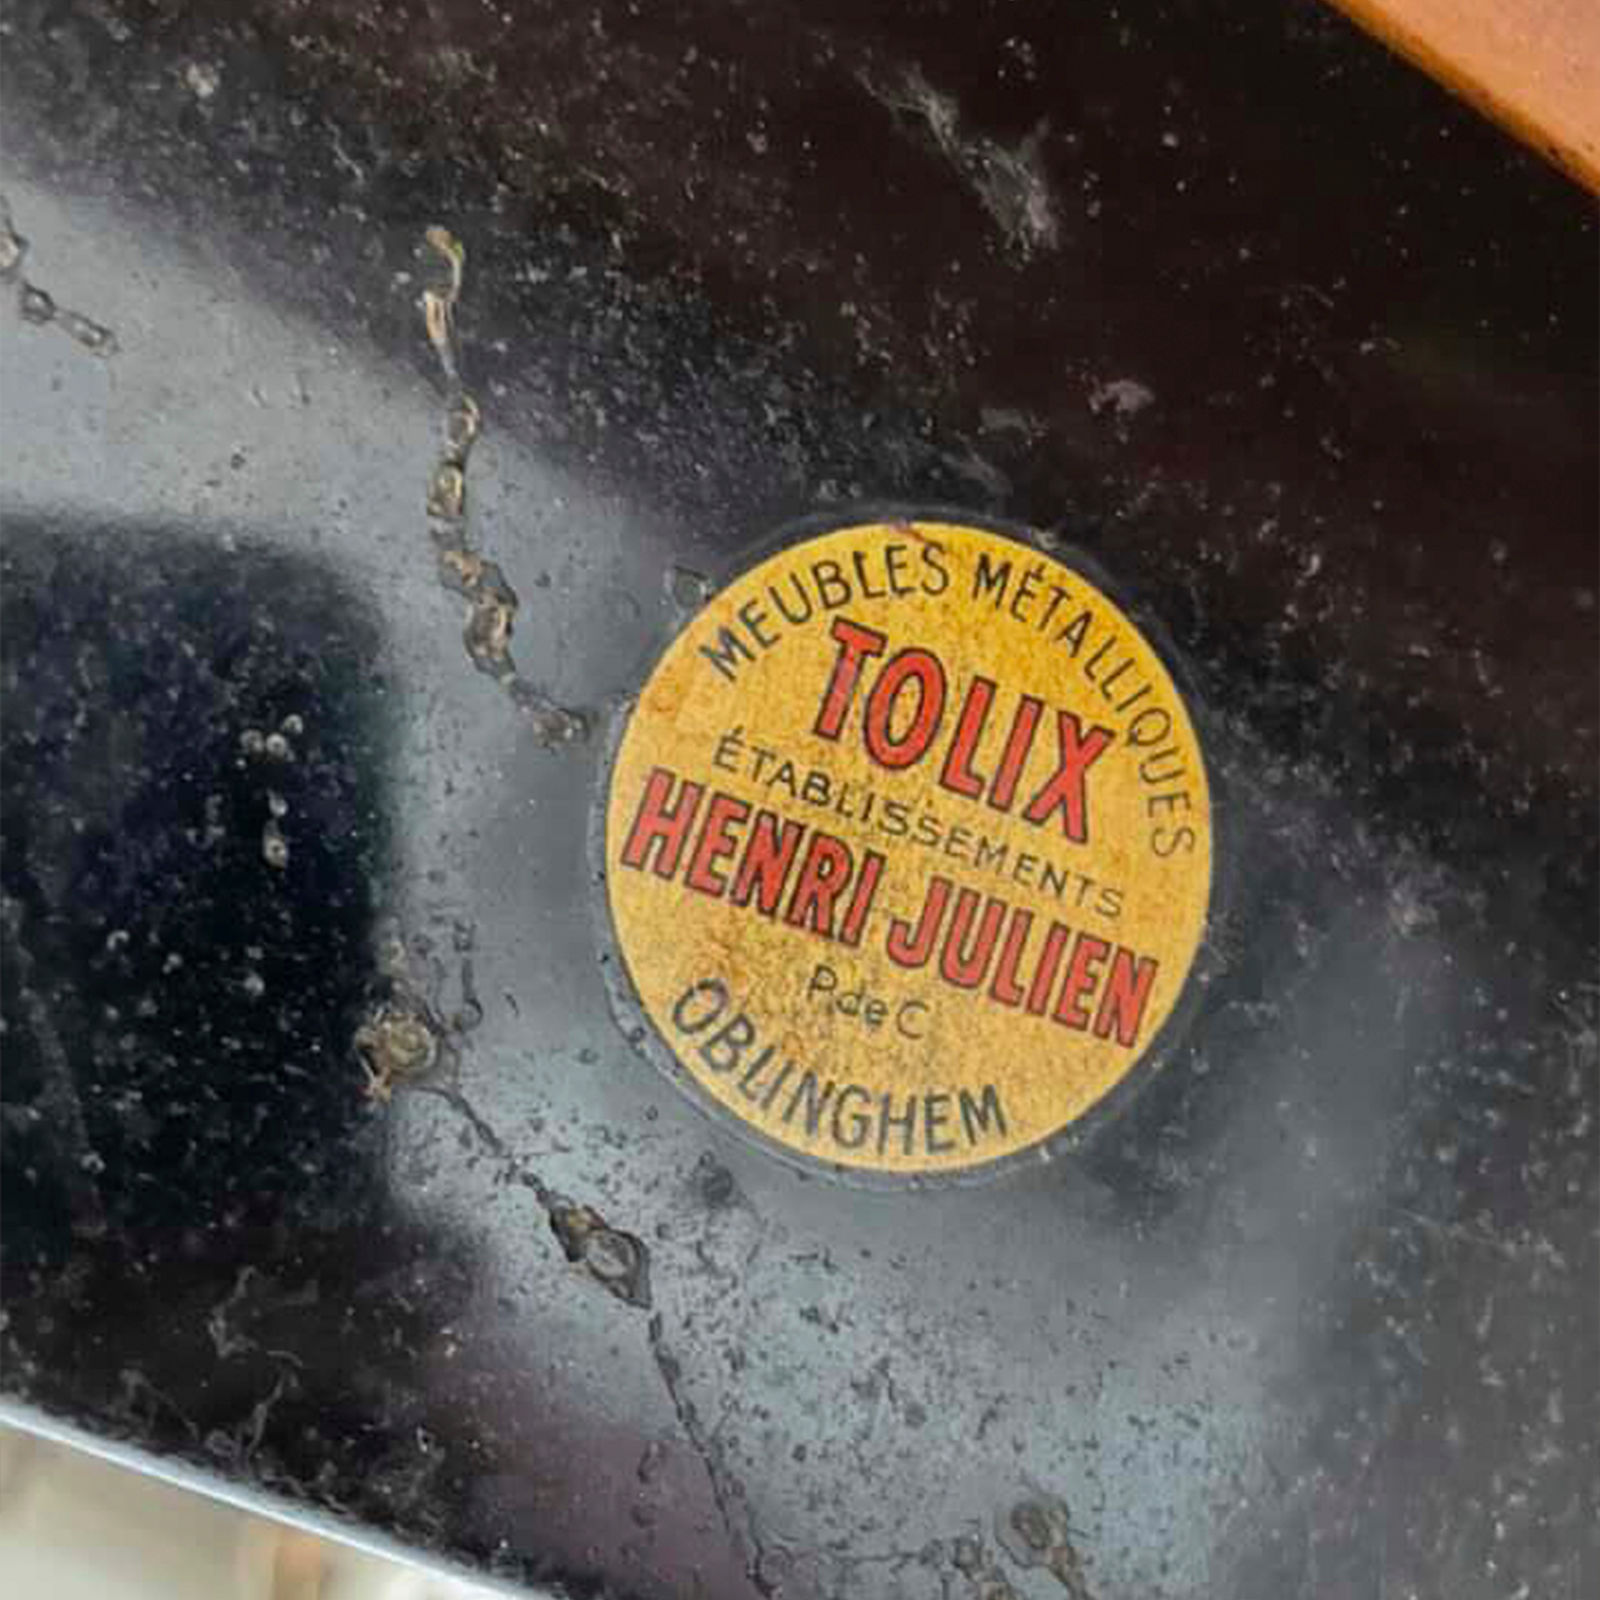 MEUBLES MÉTALLIQUES
TOLIX
ÉTABLISSEMENTS
HENRI JULIEN
P.de C
OBLINGHEM